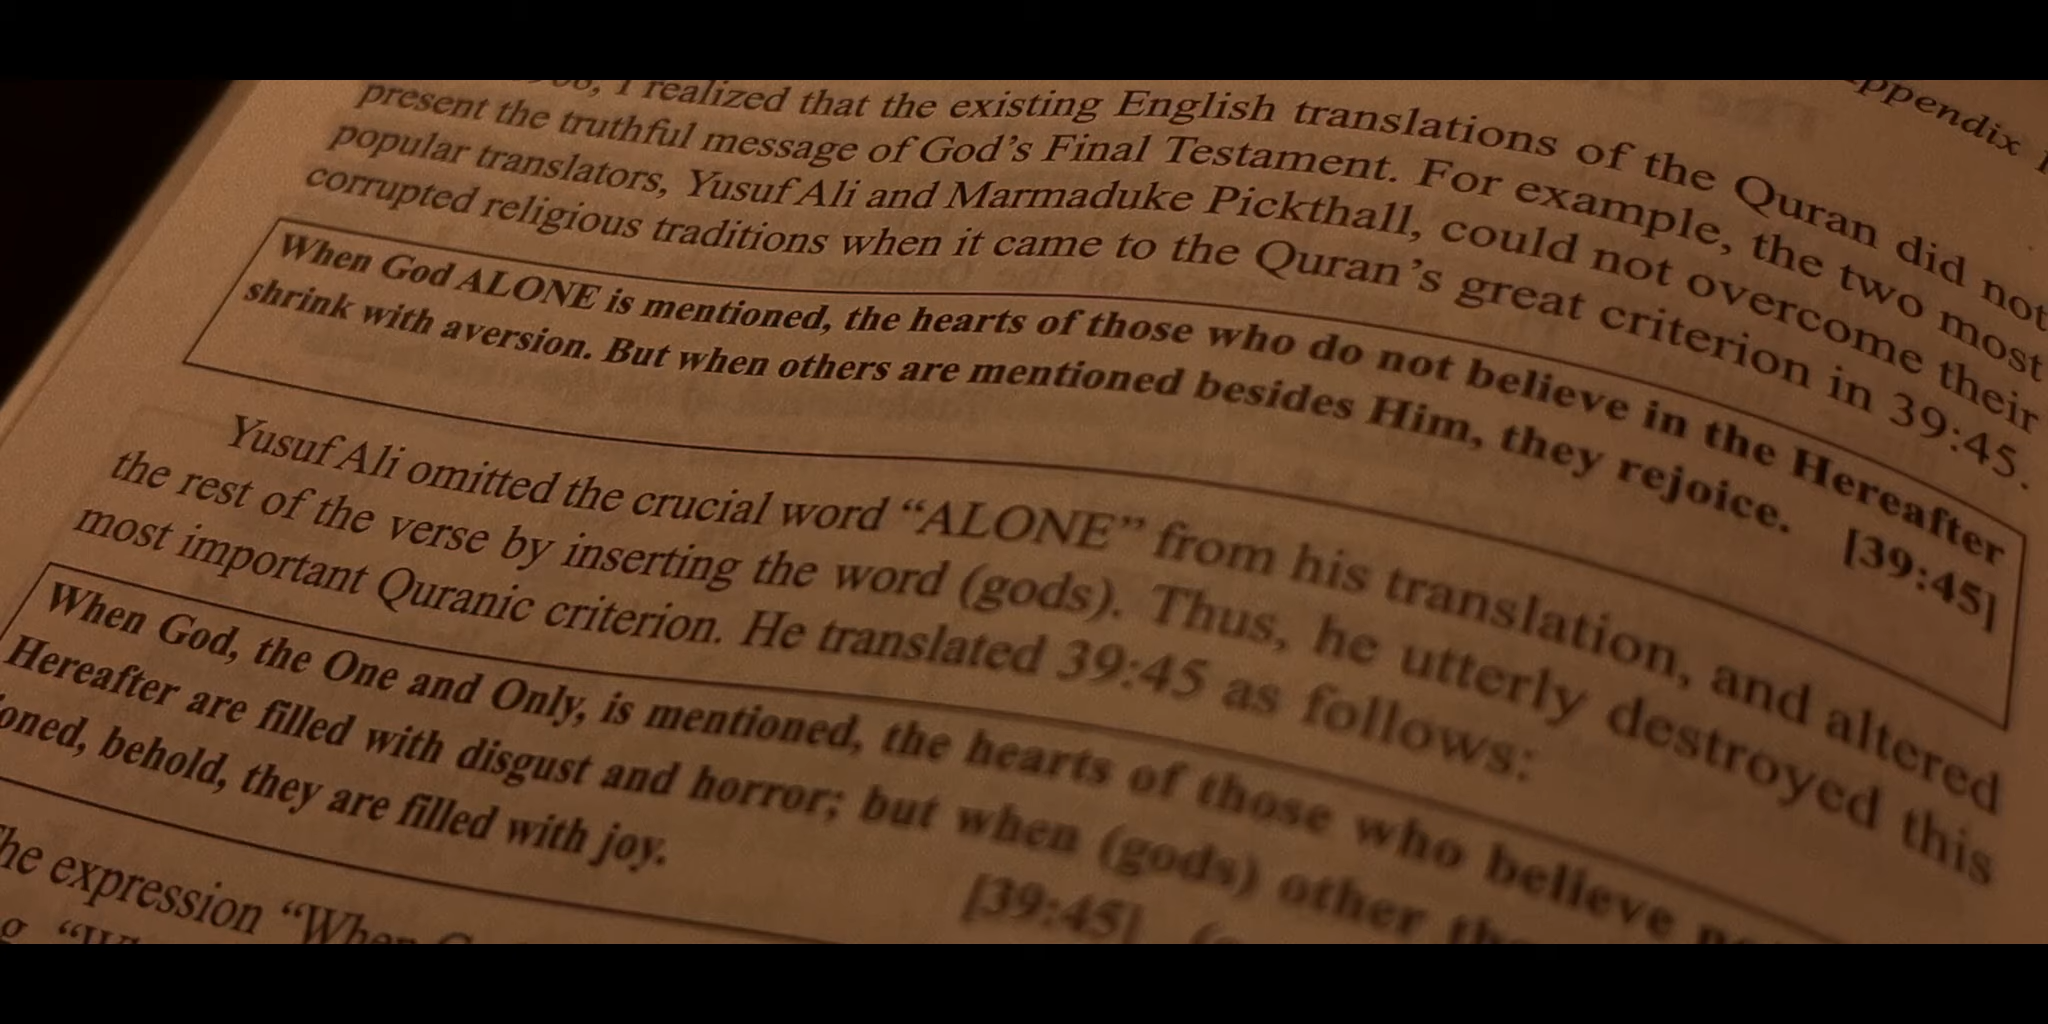 ppendix
I realized that the existing English translations of the Quran did not
present the truthful message of God's Final Testament. For example, the two most
popular translators, Yusuf Ali and Marmaduke Pickthall, could not overcome their
corrupted religious traditions when it came to the Quran's great criterion in 39:45.
When God ALONE is mentioned, the hearts of those who do not believe in the Hereafter
shrink with aversion. But when others are mentioned besides Him, they rejoice. [39:45]
Yusuf Ali omitted the crucial word “ALONE” from his translation, and altered
the rest of the verse by inserting the word (gods). Thus, he utterly destroyed this
most important Quranic criterion. He translated 39:45 as follows:
When God, the One and Only, is mentioned, the hearts of those who believe
Hereafter are filled with disgust and horror; but when (gods) other
oned, behold, they are filled with joy. [39:45]
he expression “When